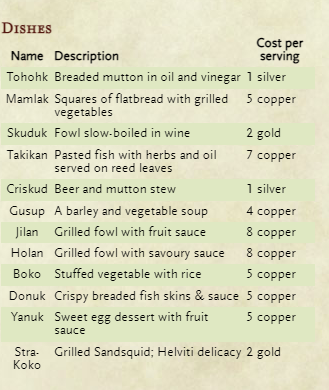 DISHES
Cost per
Name Description serving
Tohohk Breaded mutton in oil and vinegar 1 silver
Mamlak Squares of flatbread with grilled 5 copper
vegetables
Skuduk Fowl slow-boiled in wine 2 gold
Takikan Pasted fish with herbs and oil 7 copper
served on reed leaves
Criskud Beer and mutton stew 1 silver
Gusup A barley and vegetable soup 4 copper
Jilan Grilled fowl with fruit sauce 8 copper
Holan Grilled fowl with savoury sauce 8 copper
Boko Stuffed vegetable with rice 5 copper
Donuk Crispy breaded fish skins & sauce 5 copper
Yanuk Sweet egg dessert with fruit 5 copper
sauce
Stra- Grilled Sandsquid; Helviti delicacy 2 gold
Koko